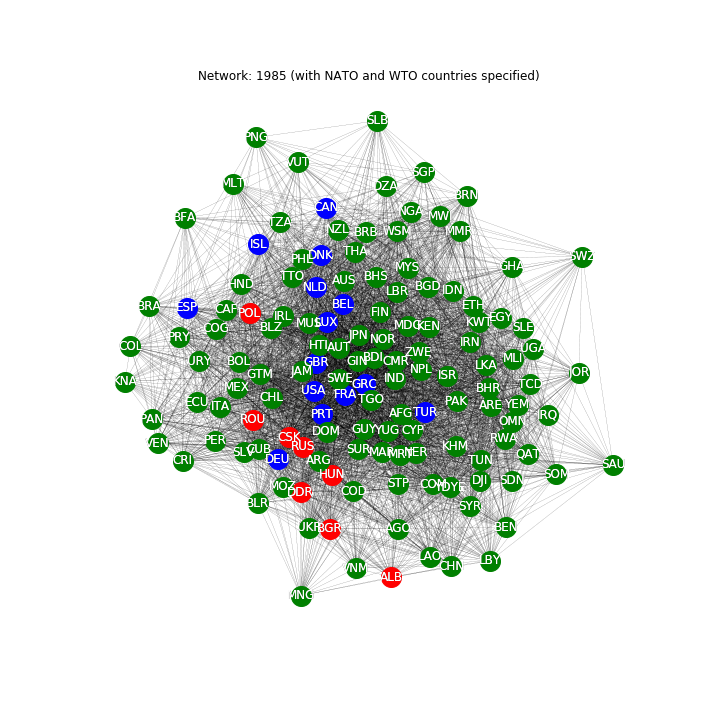 Network: 1985 (with NATO and WTO countries specified)
SLB
PNG
VUT
SGP
MLT
DZA
BRN
CAN
NGA
MW
BFA
TZA
NZL
BRB
WSM
MMR
ISL
THA
DNK
PHL
SWZ
MYS
GHA
TTO
AUS
BHS
HND
NLD
LBR
BGD
IDN
BRA
ESP
CAF
POL
BEL
ETH
IRL
MUS
LUX
FIN
KWT
EGY
COG
BLZ
MDG
KEN
SLE
PRY
JPN
NOR
IRN
COL
HTI
AUT
UGA
URY
BOL
GBR
GIN
BDI
CMR
ZWE
MLI
GTM
JAM
NPL
LKA
JOR
KNA
MEX
SWE
GRC
IND
ISR
BHR
TCD
USA
FRA
CHL
TGO
PAK
ARE
YEM
ECU
ITA
PRT
AFG
TUR
IRQ
PAN
ROU
OMN
DOM
GUY
YUG
CYP
VEN
PER
CSK
RWA
SLV
CUB
RUS
SUR
MAR
MRT
NER
KHM
QAT
CRI
DEU
ARG
TUN
SAU
HUN
SOM
MOZ
DDR
COD
STP
COM
YDYE
DJI
SDN
BLR
SYR
UKR
BGR
AGO
BEN
LAO
LBY
VNM
CHN
ALB
MNG